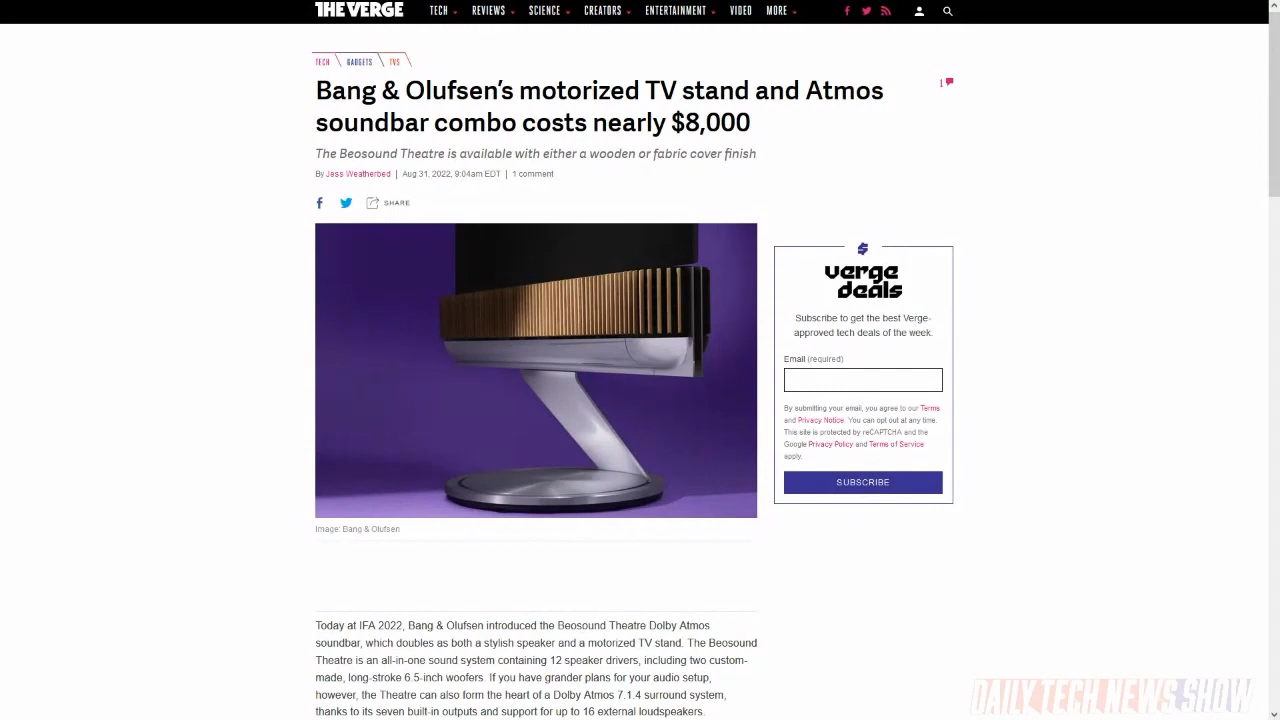 THE VERGE TECH REVIEWS SCIENCE CREATORS ENTERTAINMENT VIDEO MORE
TECH GADGETS TVS
Bang & Olufsen's motorized TV stand and Atmos
soundbar combo costs nearly $8,000
1
The Beosound Theatre is available with either a wooden or fabric cover finish
By Jess Weatherbed | Aug 31, 2022, 9:04am EDT | 1 comment
SHARE
Image: Bang & Olufsen
verge
deals
Subscribe to get the best Verge-
approved tech deals of the week.
Email (required)
By submitting your email, you agree to our Terms
and Privacy Notice. You can opt out at any time.
This site is protected by reCAPTCHA and the
Google Privacy Policy and Terms of Service
apply.
SUBSCRIBE
Today at IFA 2022, Bang & Olufsen introduced the Beosound Theatre Dolby Atmos
soundbar, which doubles as both a stylish speaker and a motorized TV stand. The Beosound
Theatre is an all-in-one sound system containing 12 speaker drivers, including two custom-
made, long-stroke 6.5-inch woofers. If you have grander plans for your audio setup,
however, the Theatre can also form the heart of a Dolby Atmos 7.1.4 surround system,
thanks to its seven built-in outputs and support for up to 16 external loudspeakers.
DAILY TECH NEWS SHOW